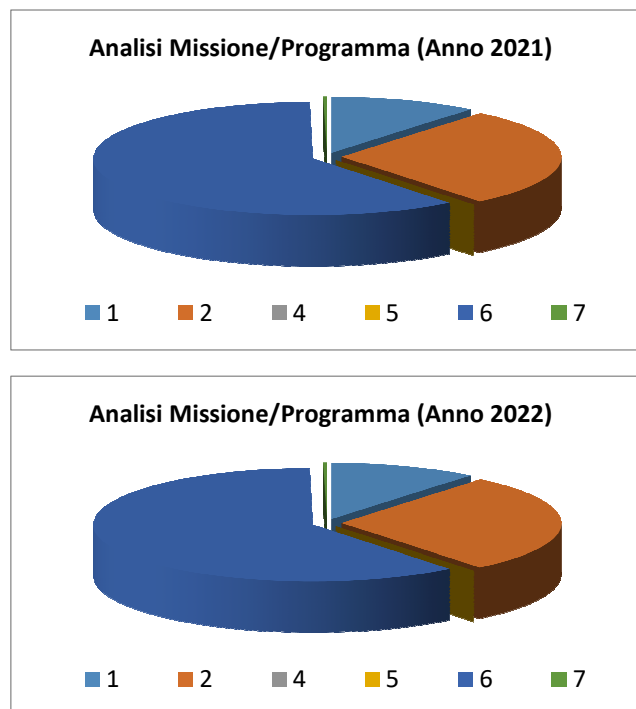 Analisi Missione/Programma (Anno 2021)
1 2 4 5 6 7
Analisi Missione/Programma (Anno 2022)
1 2 4 5 6 7